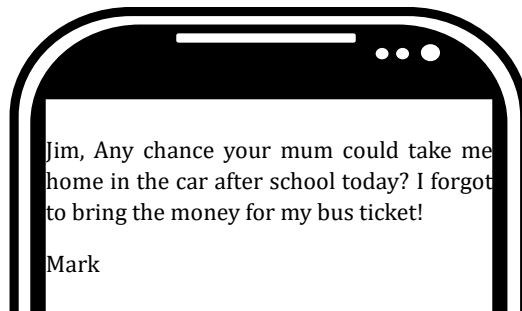 Jim, Any chance your mum could take me
home in the car after school today? I forgot
to bring the money for my bus ticket!
Mark